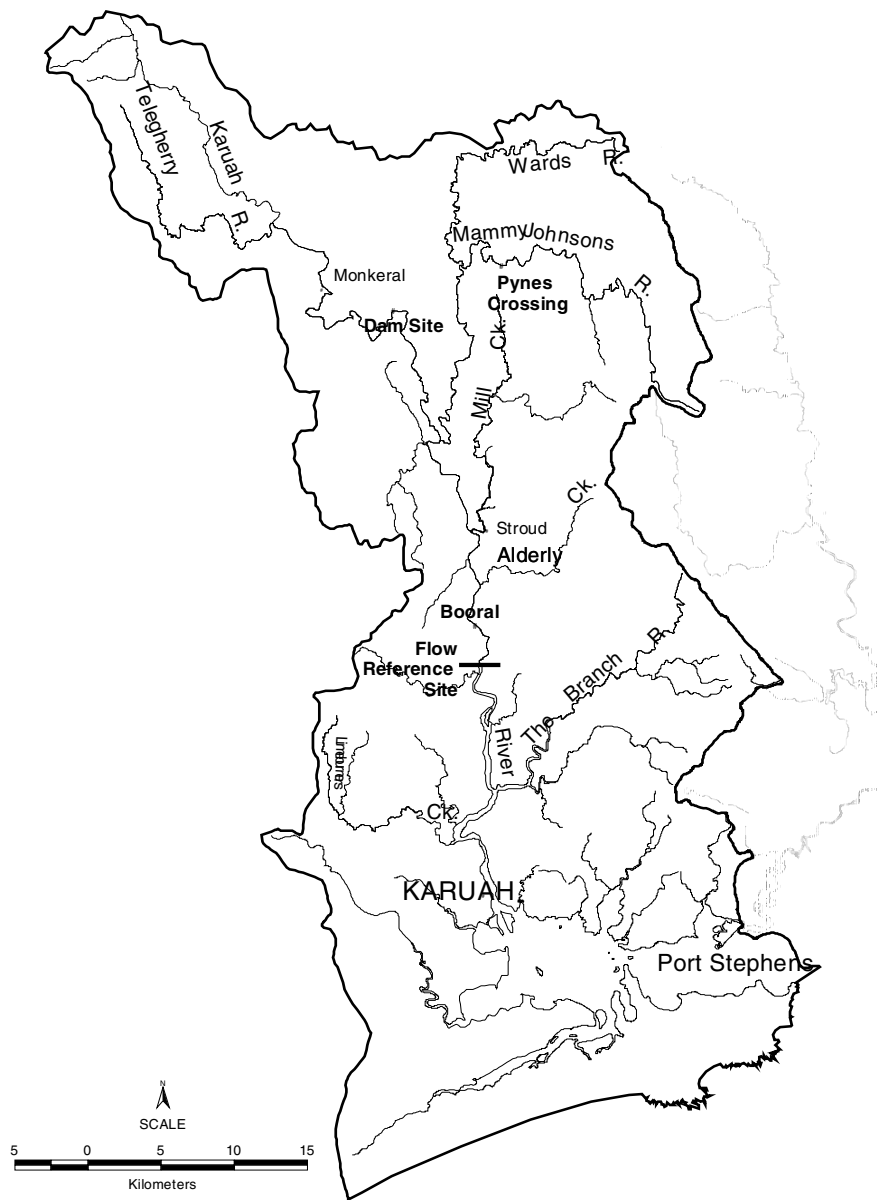 Telegherry
Karuah
R.
Wards R.
Mammy Johnsons
R.
Monkeral
Pynes
Crossing
Dam Site
Ck.
Mill
Ck.
Stroud
Alderly
Booral
Flow
Reference
Site
The Branch R.
River
Ck.
KARUAH
Port Stephens
N
SCALE
5 0 5 10 15
Kilometers